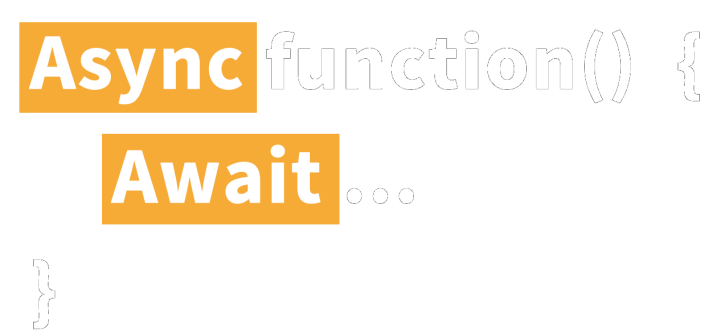 Async function() {
Await...
}